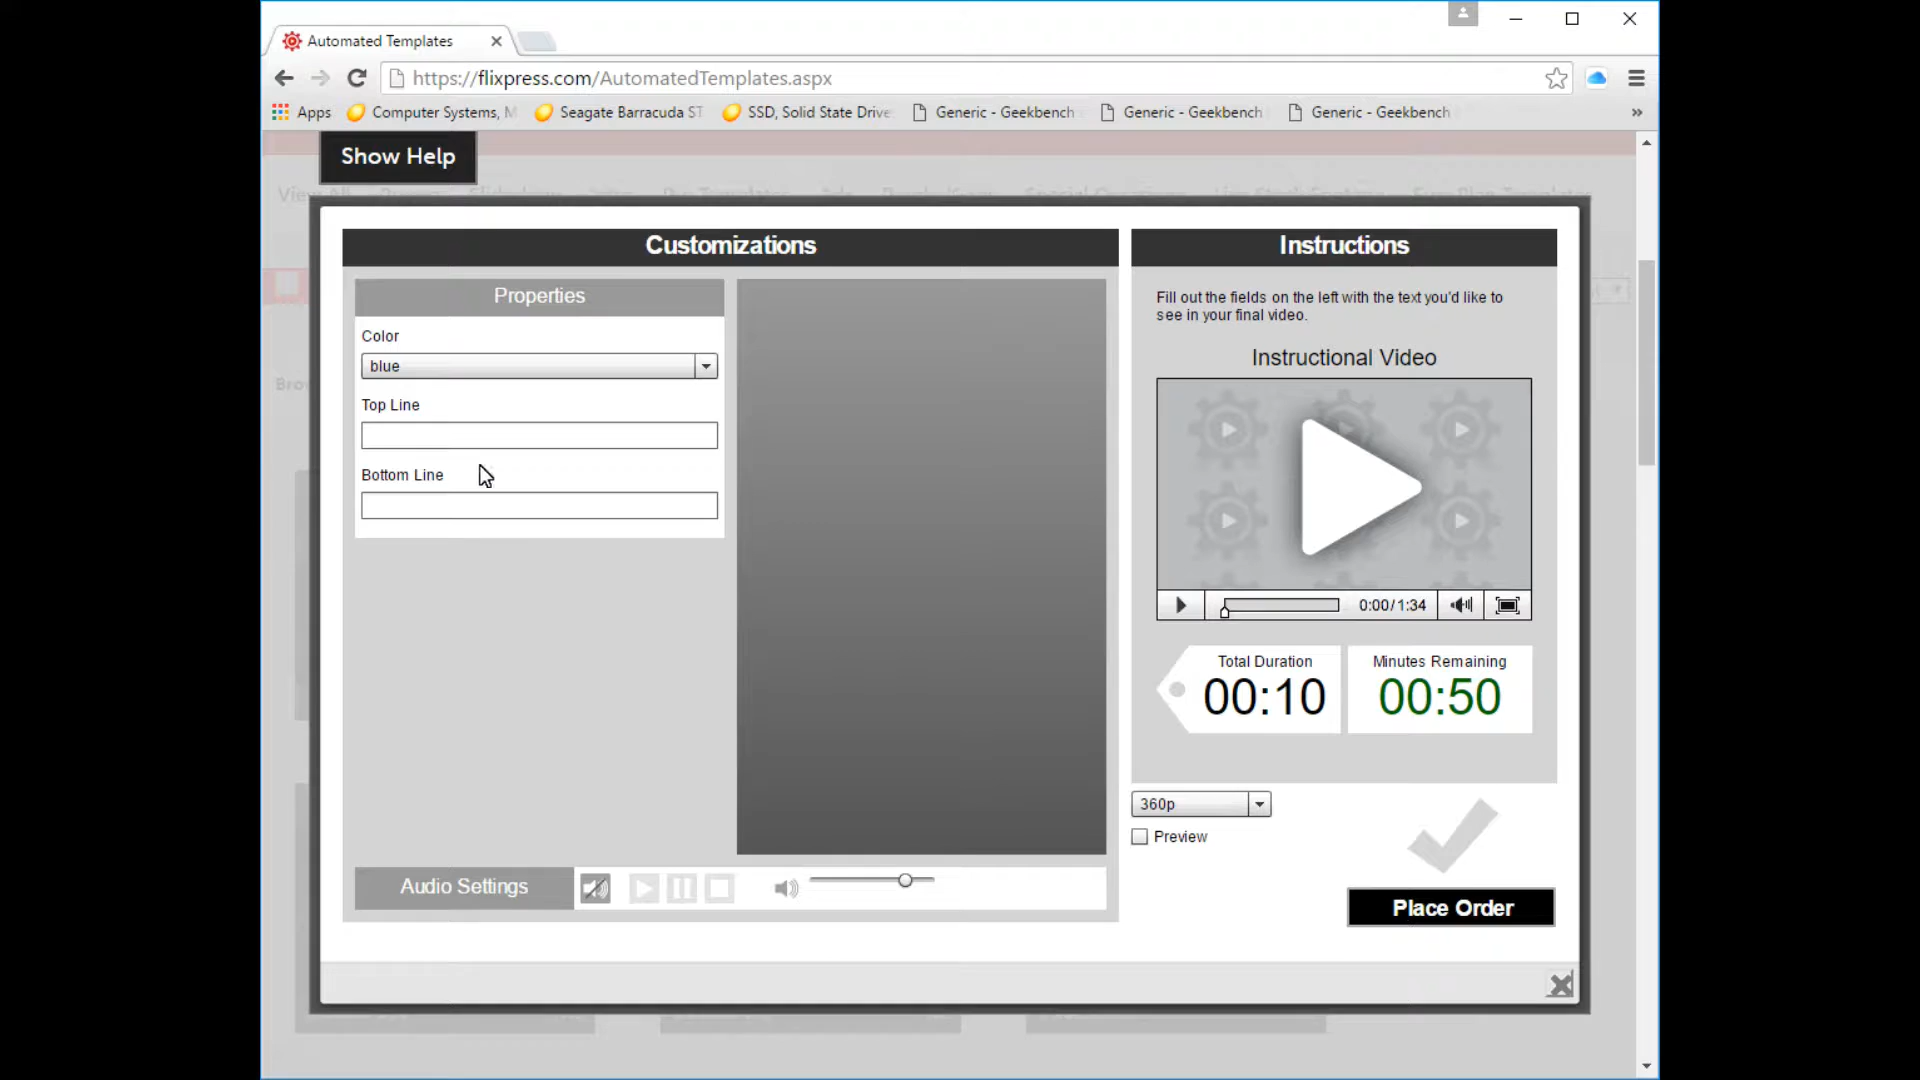 Automated Templates
https://flixpress.com/AutomatedTemplates.aspx
Apps
Computer Systems, M
Seagate Barracuda ST
SSD, Solid State Drive
Generic - Geekbench
Generic - Geekbench
Generic - Geekbench
»
Show Help
Customizations
Instructions
Properties
Color
blue
Top Line
Bottom Line
Fill out the fields on the left with the text you'd like to
see in your final video.
Instructional Video
0:00/1:34
Total Duration
00:10
Minutes Remaining
00:50
360p
Preview
Audio Settings
Place Order